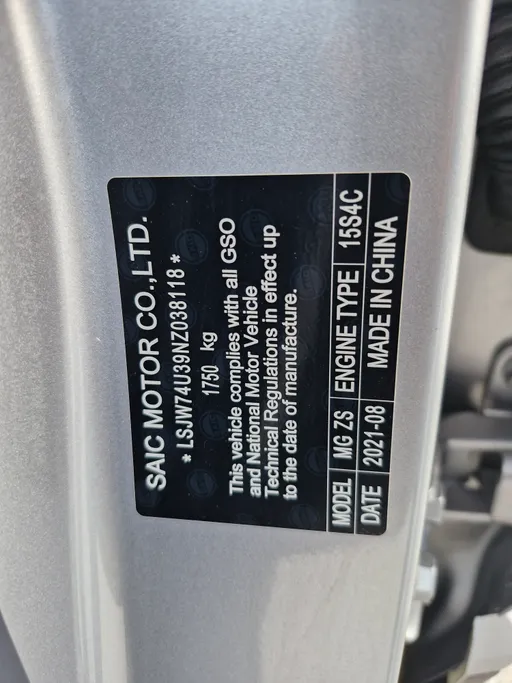 SAIC MOTOR CO.,LTD.
* LSJW74U39NZ038118 *
1750 kg
This vehicle complies with all GSO
and National Motor Vehicle
Technical Regulations in effect up
to the date of manufacture.
MODEL MG ZS ENGINE TYPE 15S4C
DATE 2021-08 MADE IN CHINA